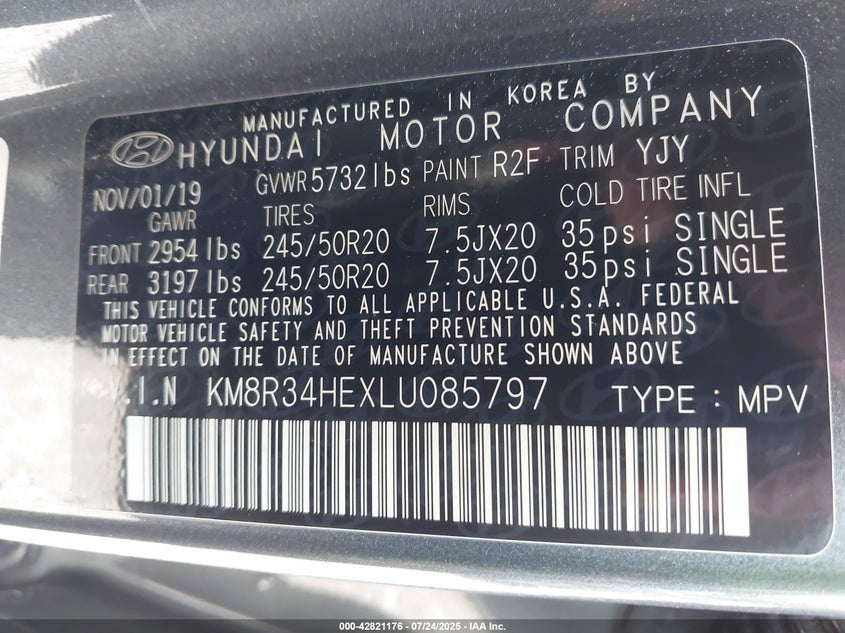 MANUFACTURED IN KOREA BY
HYUNDAI MOTOR COMPANY
NOV/01/19 GVWR 5732 lbs PAINT R2F TRIM YJY
GAWR TIRES RIMS COLD TIRE INFL
FRONT 2954 lbs 245/50R20 7.5JX20 35psi SINGLE
REAR 3197 lbs 245/50R20 7.5JX20 35psi SINGLE
THIS VEHICLE CONFORMS TO ALL APPLICABLE U.S.A. FEDERAL
MOTOR VEHICLE SAFETY AND THEFT PREVENTION STANDARDS
IN EFFECT ON THE DATE OF MANUFACTURE SHOWN ABOVE
V.I.N KM8R34HEXLU085797 TYPE : MPV
000-42821176 - 07/24/2025 - IAA Inc.